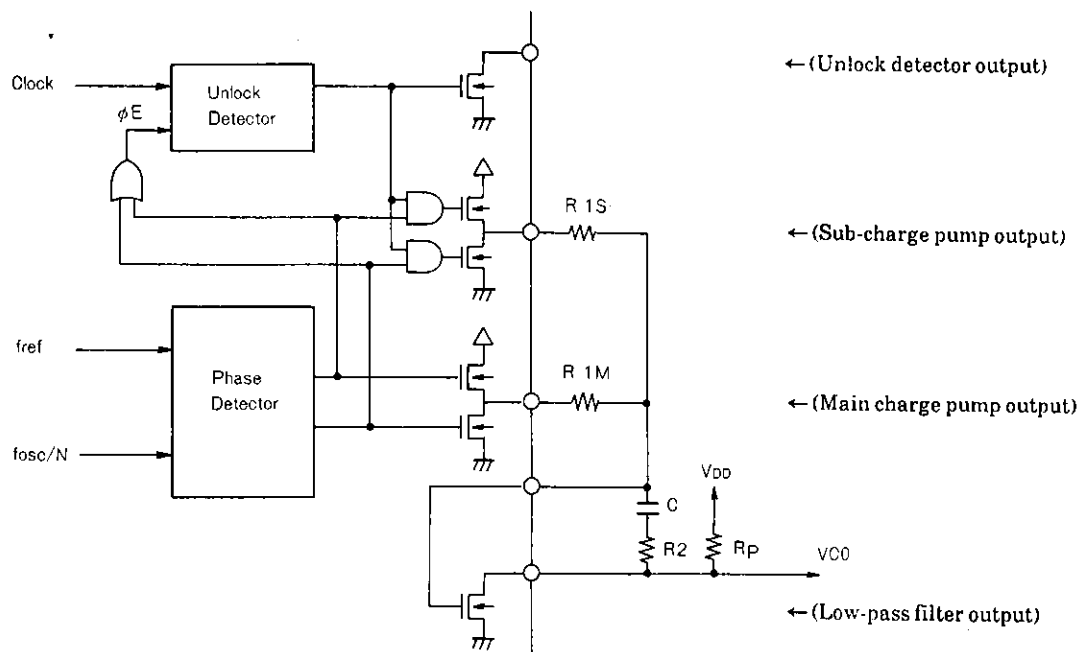 Clock
Unlock
Detector
←(Unlock detector output)
φE
R 1S
←(Sub-charge pump output)
fref
Phase
Detector
R 1M
←(Main charge pump output)
fosc/N
VDD
C
R2
RP
VCO
←(Low-pass filter output)